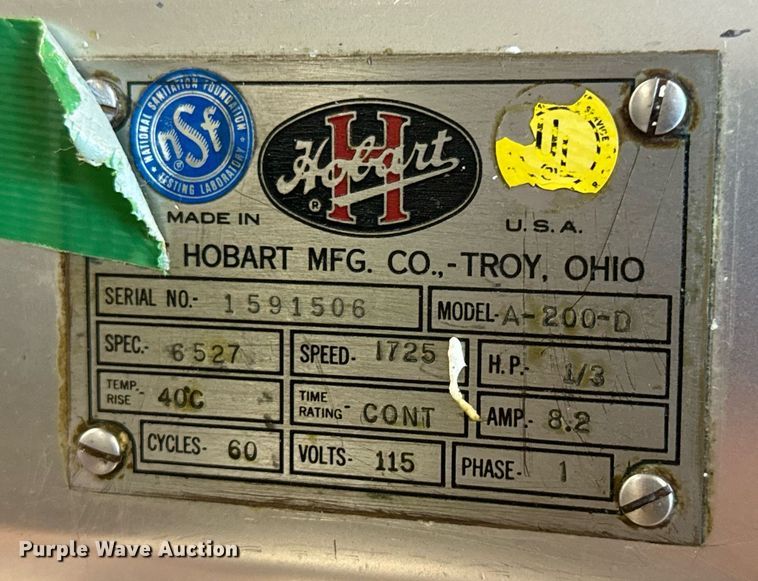 NATIONAL SANITATION FOUNDATION
nsf
®
TESTING LABORATORY
H
Hobart
®
SERVICE
MADE IN
U.S.A.
HOBART MFG. CO.,-TROY, OHIO
SERIAL NO.- 1591506
MODEL- A-200-D
SPEC.- 6527
SPEED- 1725
H.P.- 1/3
TEMP. RISE - 40C
TIME RATING- CONT
AMP.- 8.2
CYCLES- 60
VOLTS- 115
PHASE- 1
Purple Wave Auction